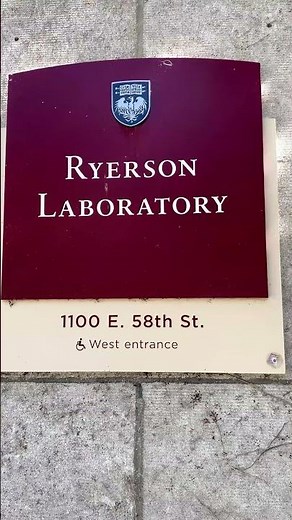 RYERSON
LABORATORY
1100 E. 58th St.
West entrance